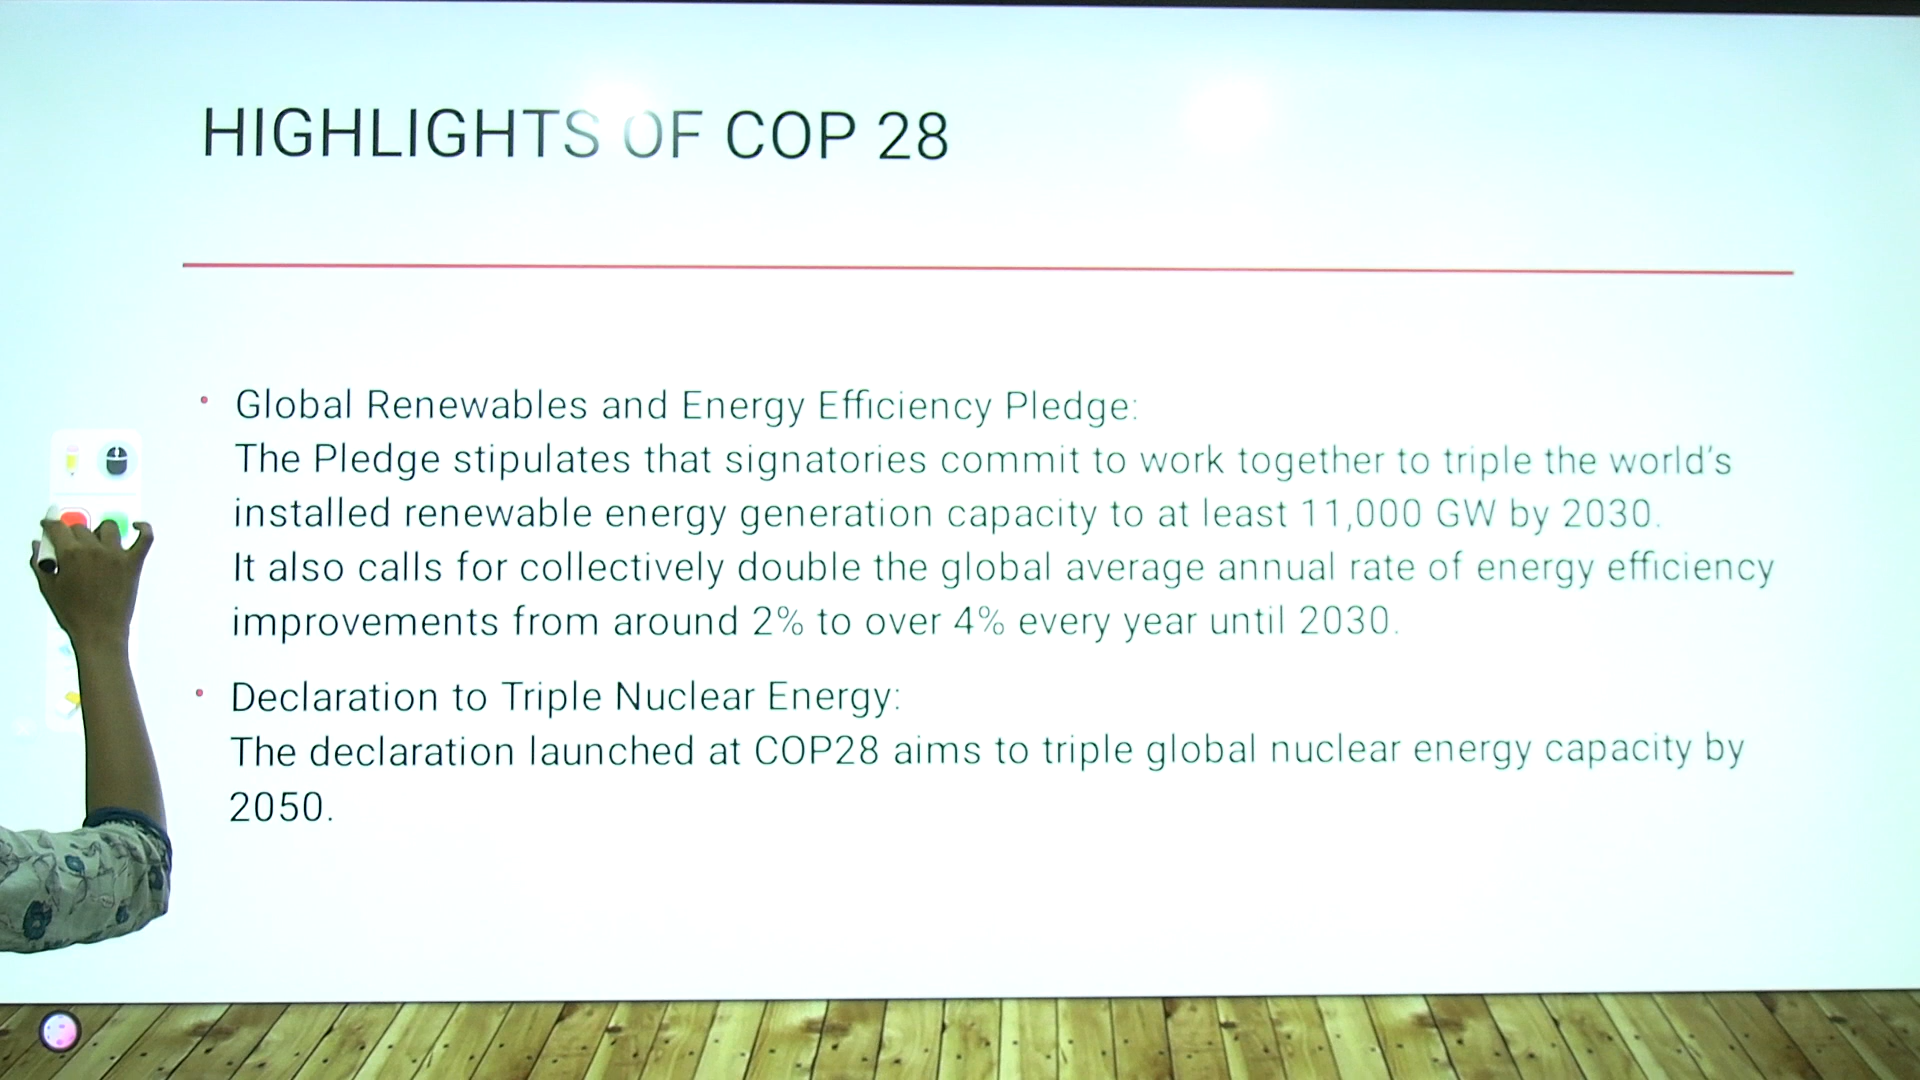 HIGHLIGHTS OF COP 28
• Global Renewables and Energy Efficiency Pledge:
The Pledge stipulates that signatories commit to work together to triple the world's
installed renewable energy generation capacity to at least 11,000 GW by 2030.
It also calls for collectively double the global average annual rate of energy efficiency
improvements from around 2% to over 4% every year until 2030.
• Declaration to Triple Nuclear Energy:
The declaration launched at COP28 aims to triple global nuclear energy capacity by
2050.